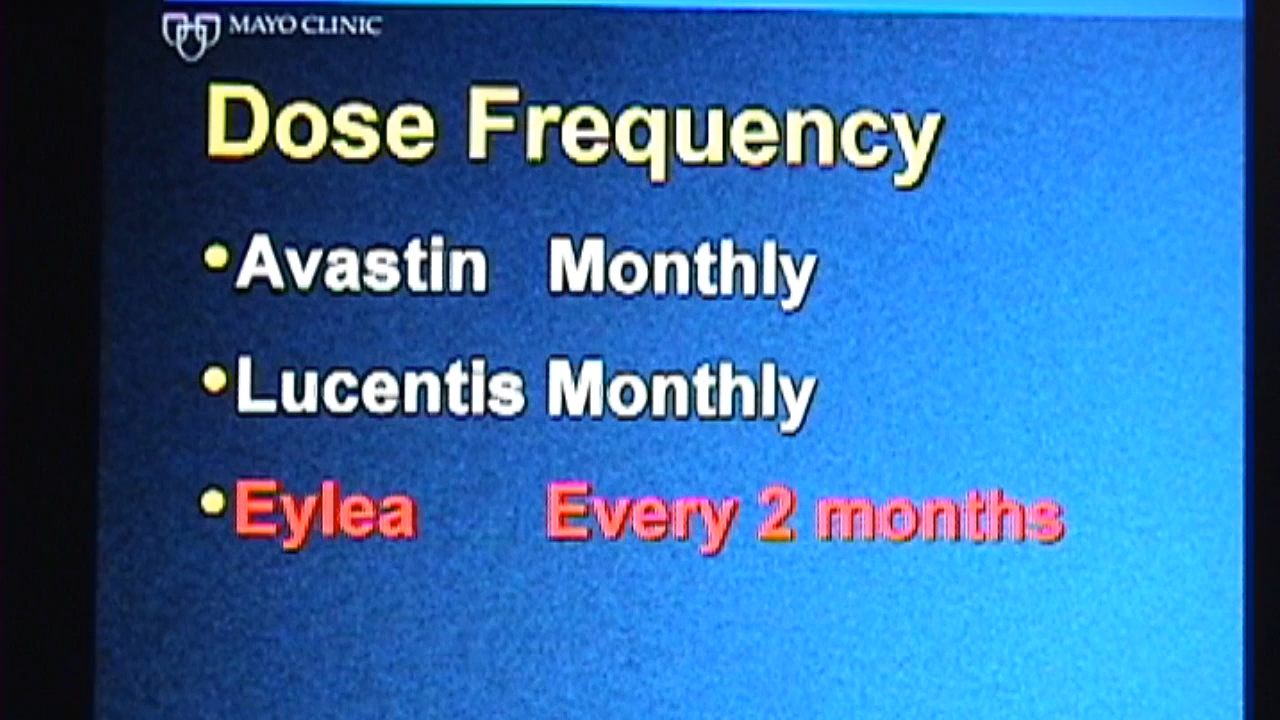 MAYO CLINIC
Dose Frequency
•Avastin Monthly
•Lucentis Monthly
•Eylea Every 2 months